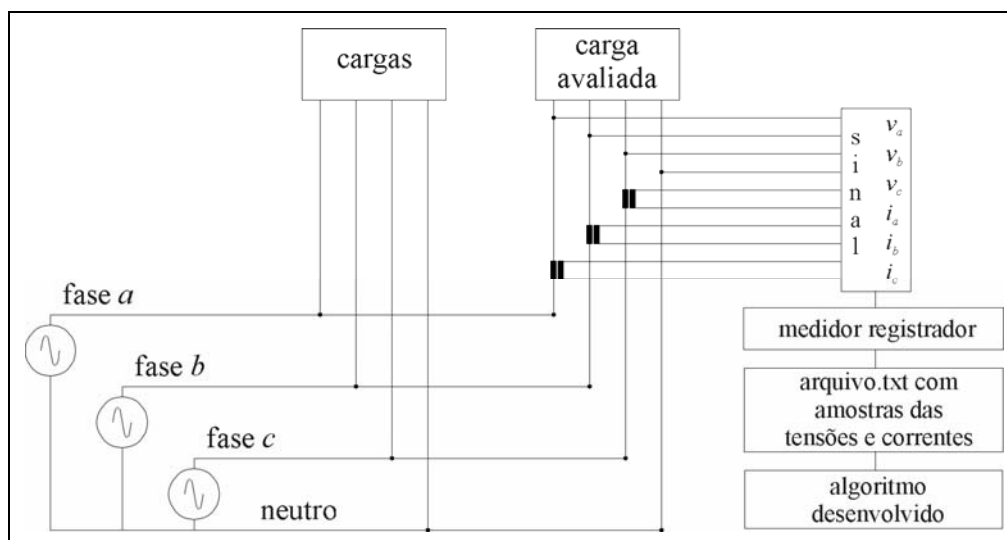 cargas
carga
avaliada
s
i
n
a
l
v_a
v_b
v_c
i_a
i_b
i_c
fase a
fase b
fase c
neutro
medidor registrador
arquivo.txt com
amostras das
tensões e correntes
algoritmo
desenvolvido